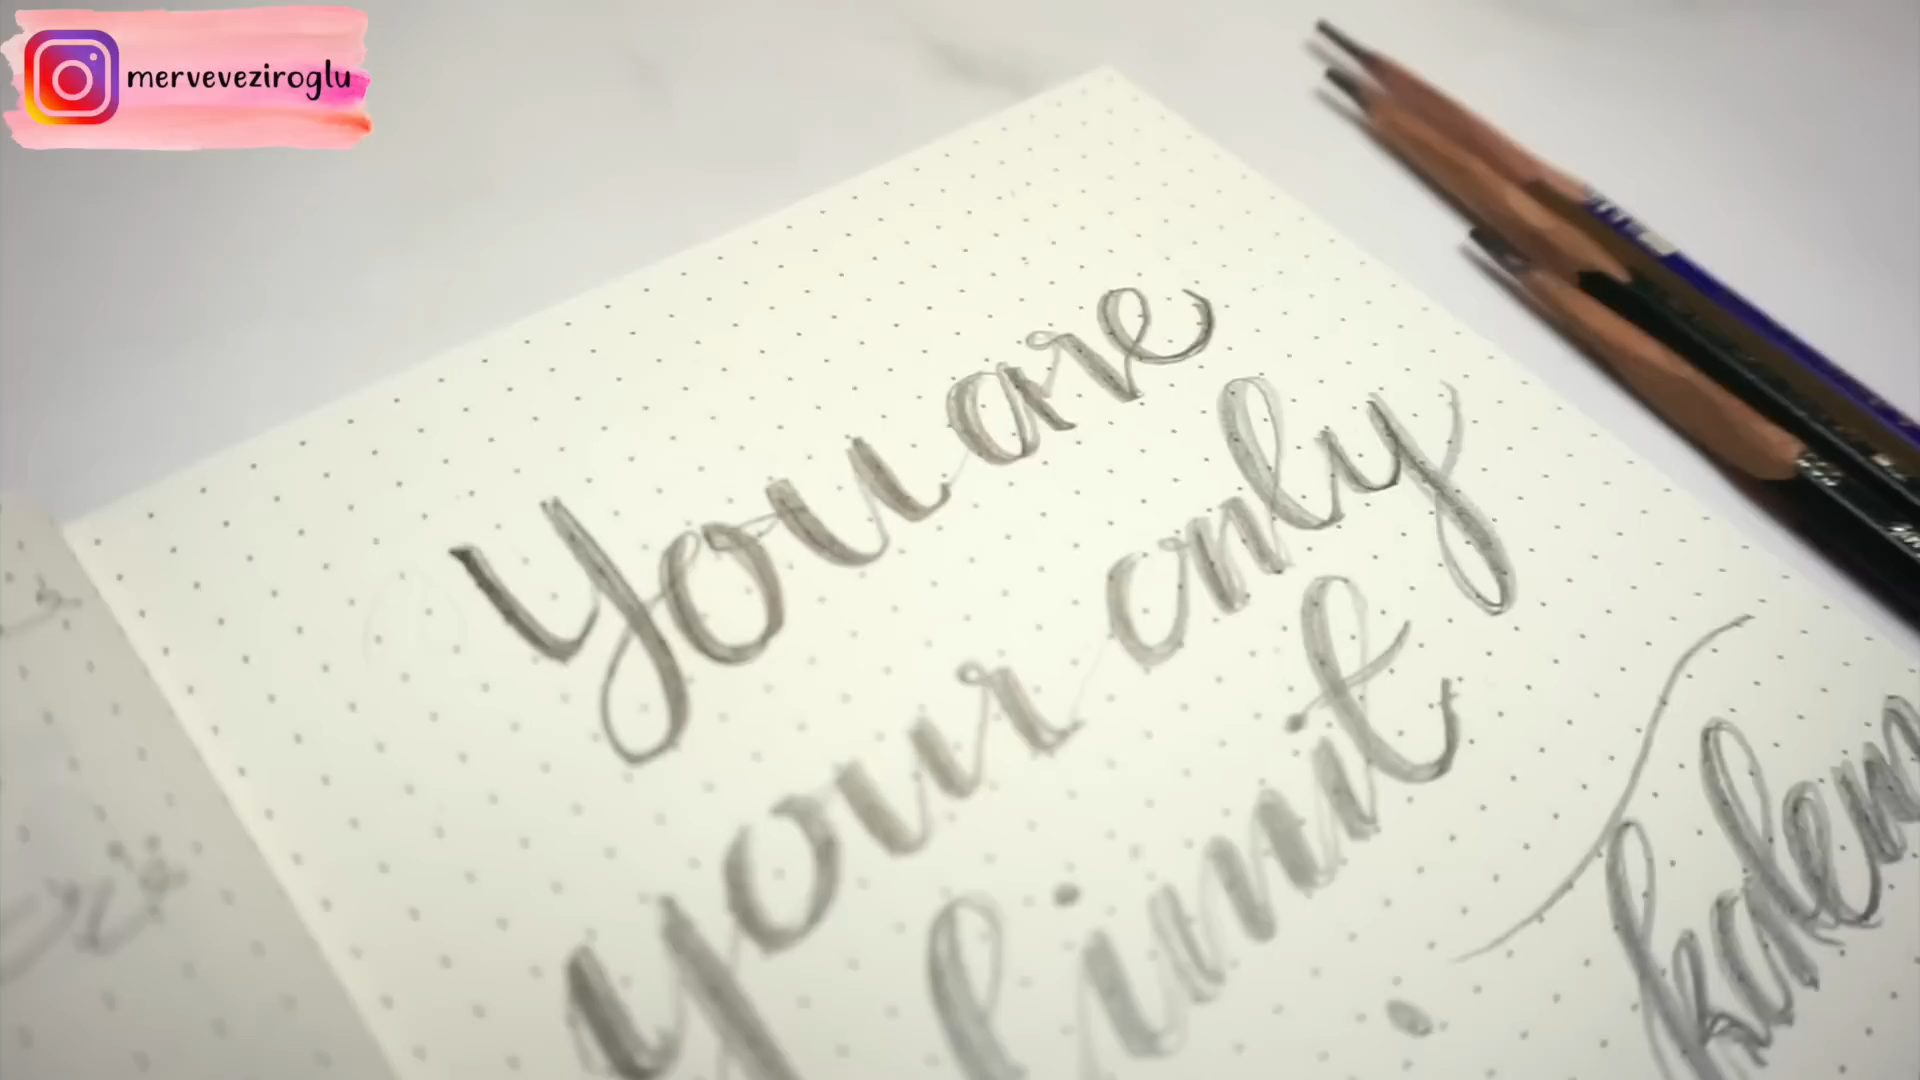 merveveziroglu
You are
your only
limit
kalem